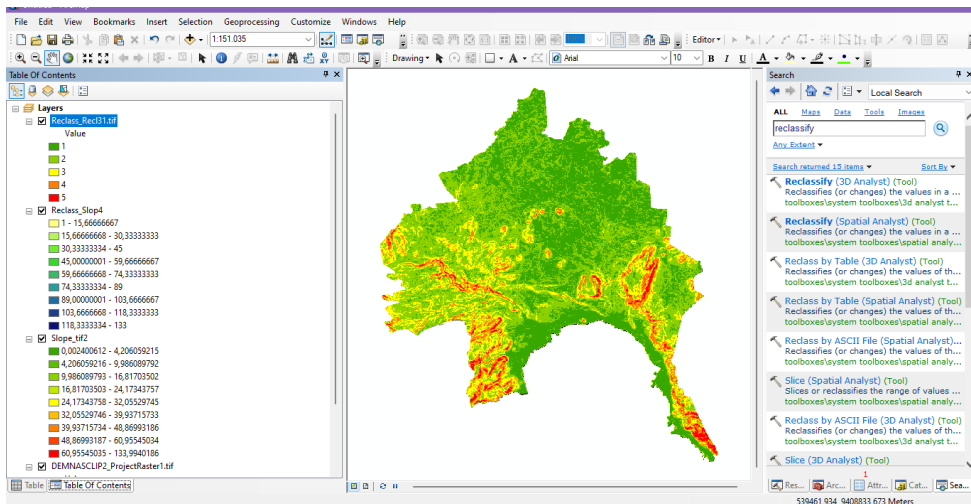 File Edit View Bookmarks Insert Selection Geoprocessing Customize Windows Help
1:151.035
Editor
Drawing A Arial 10 B I U A
Table Of Contents
Layers
Reclass_Recl31.tif
Value
1
2
3
4
5
Reclass_Slop4
1 - 15,66666667
15,66666668 - 30,33333333
30,33333334 - 45
45,00000001 - 59,66666667
59,66666668 - 74,33333333
74,33333334 - 89
89,00000001 - 103,6666667
103,6666668 - 118,3333333
118,3333334 - 133
Slope_tif2
0,002400612 - 4,206059215
4,206059216 - 9,986089792
9,986089793 - 16,81703502
16,81703503 - 24,17343757
24,17343758 - 32,05529745
32,05529746 - 39,93715733
39,93715734 - 48,86993186
48,86993187 - 60,95545034
60,95545035 - 133,9940186
DEMNASCLIP2_ProjectRaster1.tif
Table Table Of Contents
Search
Local Search
ALL Maps Data Tools Images
reclassify
Any Extent
Search returned 15 items Sort By
Reclassify (3D Analyst) (Tool)
Reclassifies (or changes) the values in a ...
toolboxes\system toolboxes\3d analyst t...
Reclassify (Spatial Analyst) (Tool)
Reclassifies (or changes) the values in a ...
toolboxes\system toolboxes\spatial analy...
Reclass by Table (3D Analyst) (Tool)
Reclassifies (or changes) the values of th...
toolboxes\system toolboxes\3d analyst t...
Reclass by Table (Spatial Analyst) (Tool)
Reclassifies (or changes) the values of th...
toolboxes\system toolboxes\spatial analy...
Reclass by ASCII File (Spatial Analyst)...
Reclassifies (or changes) the values of th...
toolboxes\system toolboxes\spatial analy...
Slice (Spatial Analyst) (Tool)
Slices or reclassifies the range of values ...
toolboxes\system toolboxes\spatial analy...
Reclass by ASCII File (3D Analyst) (Tool)
Reclassifies (or changes) the values of th...
toolboxes\system toolboxes\3d analyst t...
Slice (3D Analyst) (Tool)
1
Res... Arc... Attr... Cat... Sea...
539461,934 9408833,673 Meters